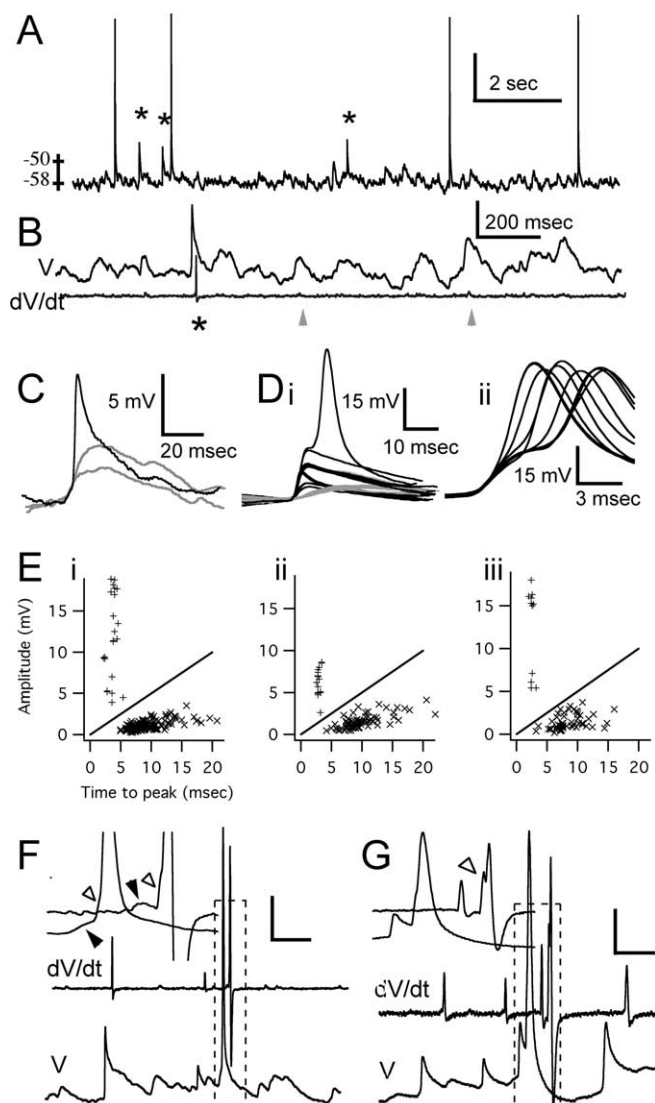 A
2 sec
*
*
*
-50
-58
B
200 msec
V
dV/dt
*
C
5 mV
20 msec
D i
15 mV
10 msec
ii
15 mV
3 msec
E i
ii
iii
Amplitude (mV)
15
10
5
0
0 5 10 15 20
15
10
5
0
0 5 10 15 20
15
10
5
0
0 5 10 15 20
Time to peak (msec)
F
dV/dt
V
G
dV/dt
V